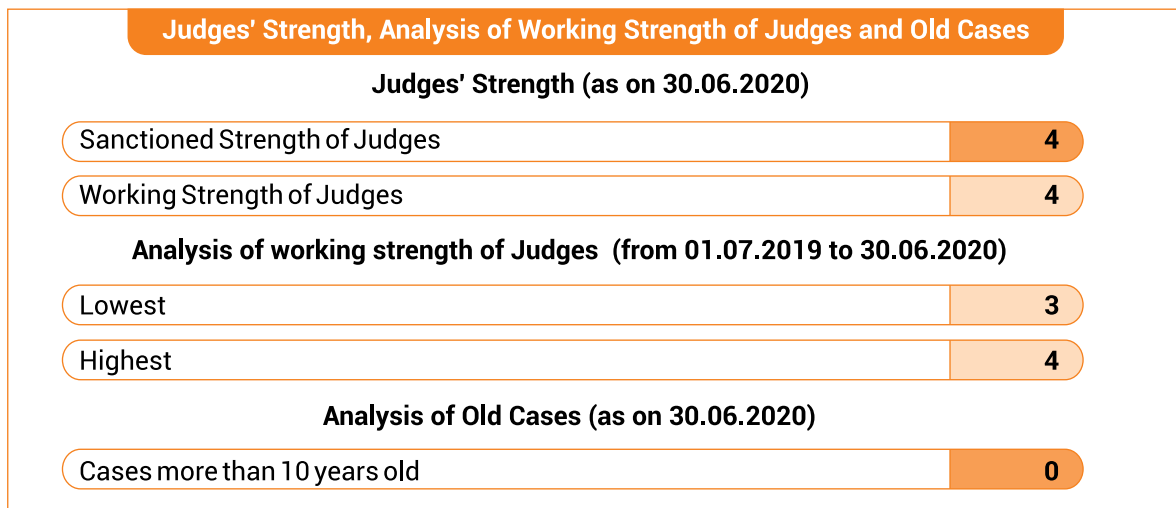 Judges' Strength, Analysis of Working Strength of Judges and Old Cases
Judges' Strength (as on 30.06.2020)
Sanctioned Strength of Judges 4
Working Strength of Judges 4
Analysis of working strength of Judges (from 01.07.2019 to 30.06.2020)
Lowest 3
Highest 4
Analysis of Old Cases (as on 30.06.2020)
Cases more than 10 years old 0